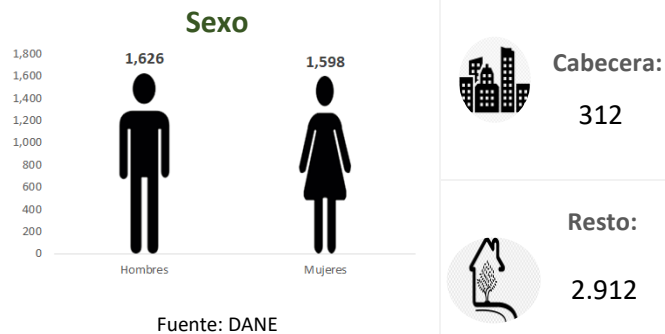 Sexo
1,800
1,600
1,400
1,200
1,000
800
600
400
200
0
1,626
1,598
Hombres
Mujeres
Fuente: DANE
Cabecera:
312
Resto:
2.912